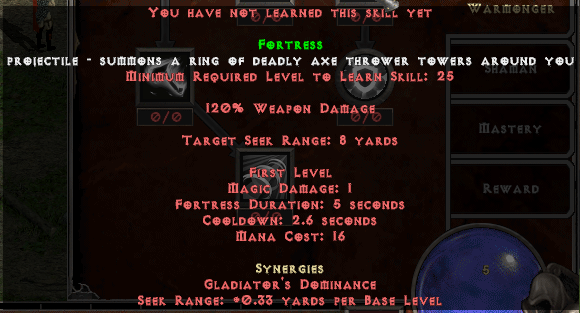 You have not learned this skill yet
Warmonger
Fortress
projectile - summons a ring of deadly axe thrower towers around you
Minimum Required Level to Learn Skill: 25
Shaman
0/0
0/0
120% Weapon Damage
Mastery
Target Seek Range: 8 yards
First Level
Magic Damage: 1
Reward
Fortress Duration: 5 seconds
0/0
Cooldown: 2.6 seconds
Mana Cost: 16
Synergies
5
Gladiator's Dominance
Seek Range: +0.33 yards per Base Level